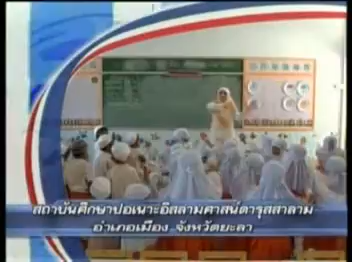 สถาบันศึกษาปอเนาะอิสลามศาสน์ดารุสสาลาม
อำเภอเมือง จังหวัดยะลา